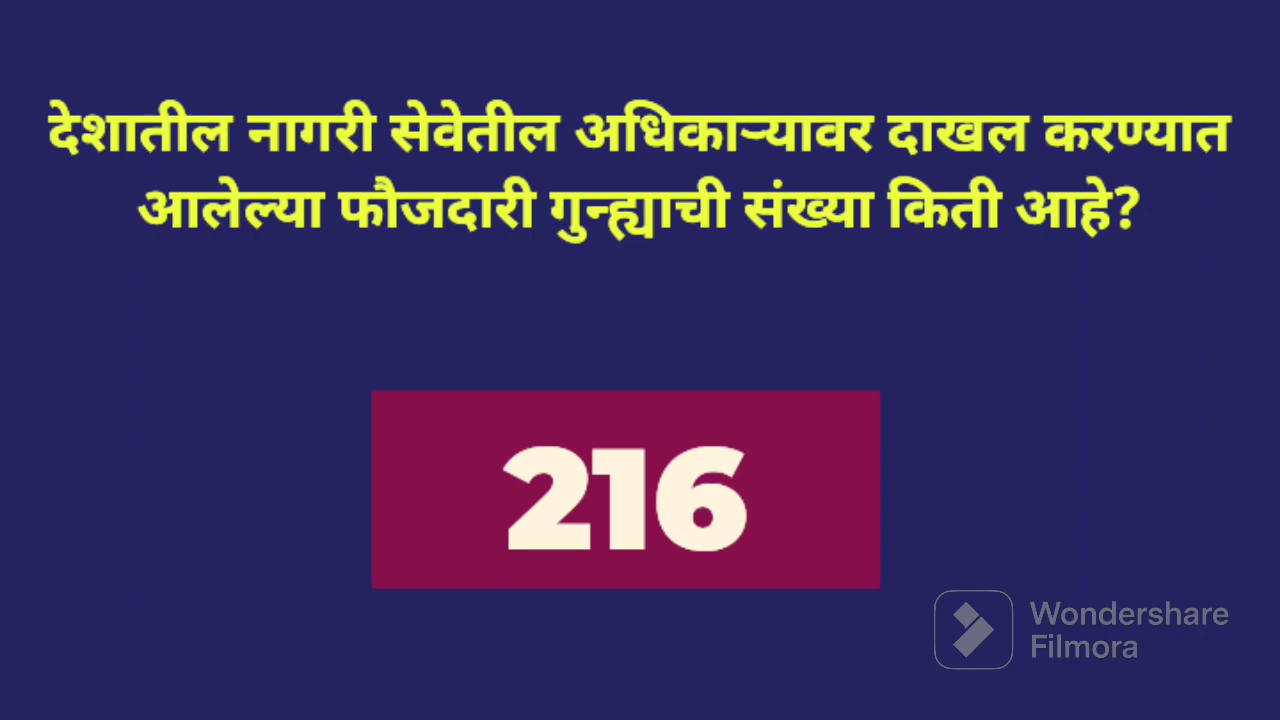 देशातील नागरी सेवेतील अधिकाऱ्यावर दाखल करण्यात
आलेल्या फौजदारी गुन्ह्याची संख्या किती आहे?
216
Wondershare
Filmora